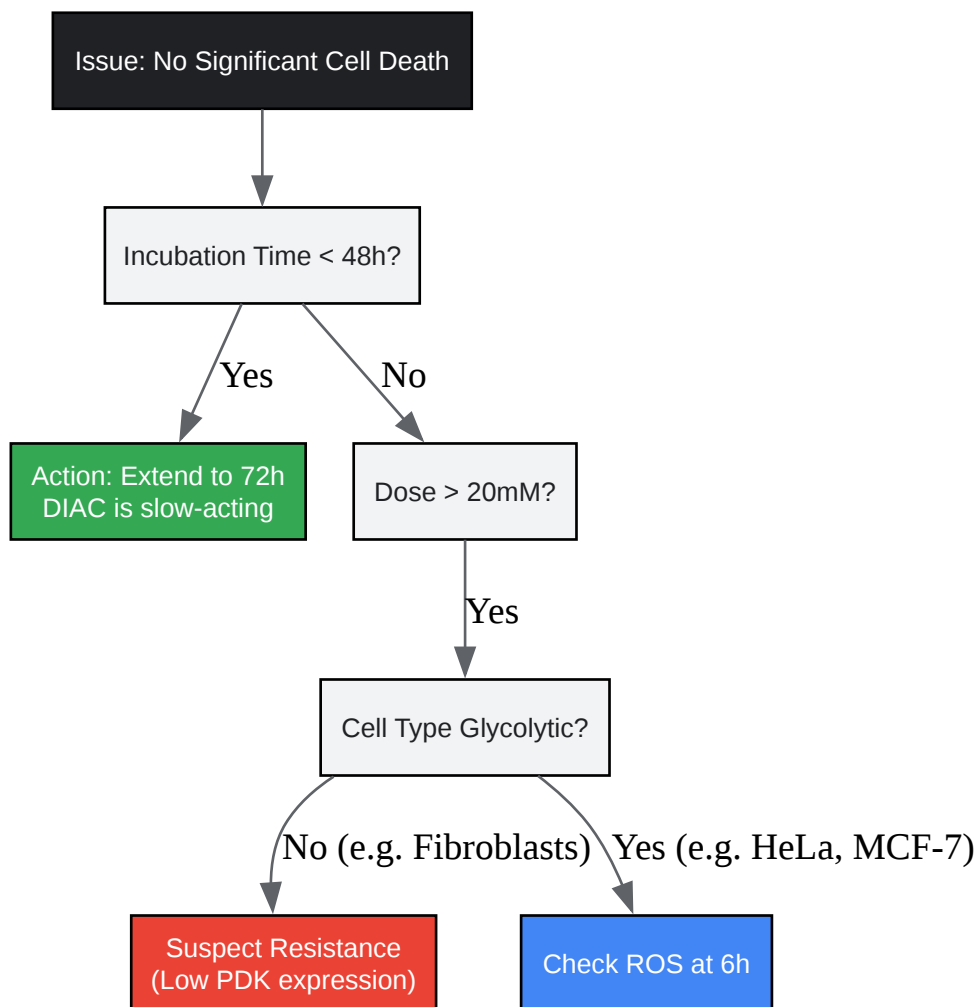 Issue: No Significant Cell Death
Incubation Time < 48h?
Yes
No
Action: Extend to 72h
DIAC is slow-acting
Dose > 20mM?
Yes
Cell Type Glycolytic?
No (e.g. Fibroblasts)
Yes (e.g. HeLa, MCF-7)
Suspect Resistance
(Low PDK expression)
Check ROS at 6h